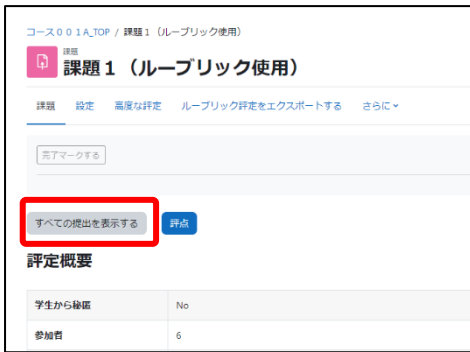 コース００１A_TOP / 課題１（ルーブリック使用）
課題
課題１（ルーブリック使用）
課題 設定 高度な評定 ルーブリック評定をエクスポートする さらに
完了マークする
すべての提出を表示する 評点
評定概要
学生から秘匿 No
参加者 6